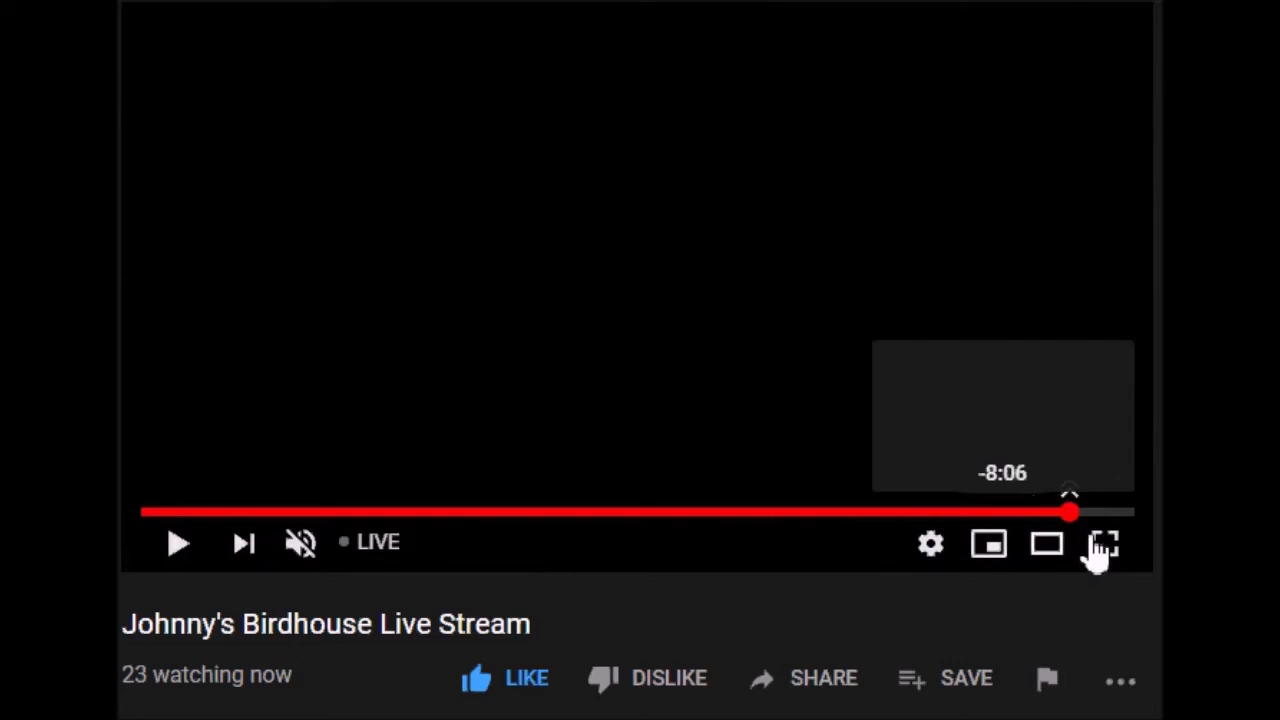 -8:06
LIVE
Johnny's Birdhouse Live Stream
23 watching now LIKE DISLIKE SHARE SAVE